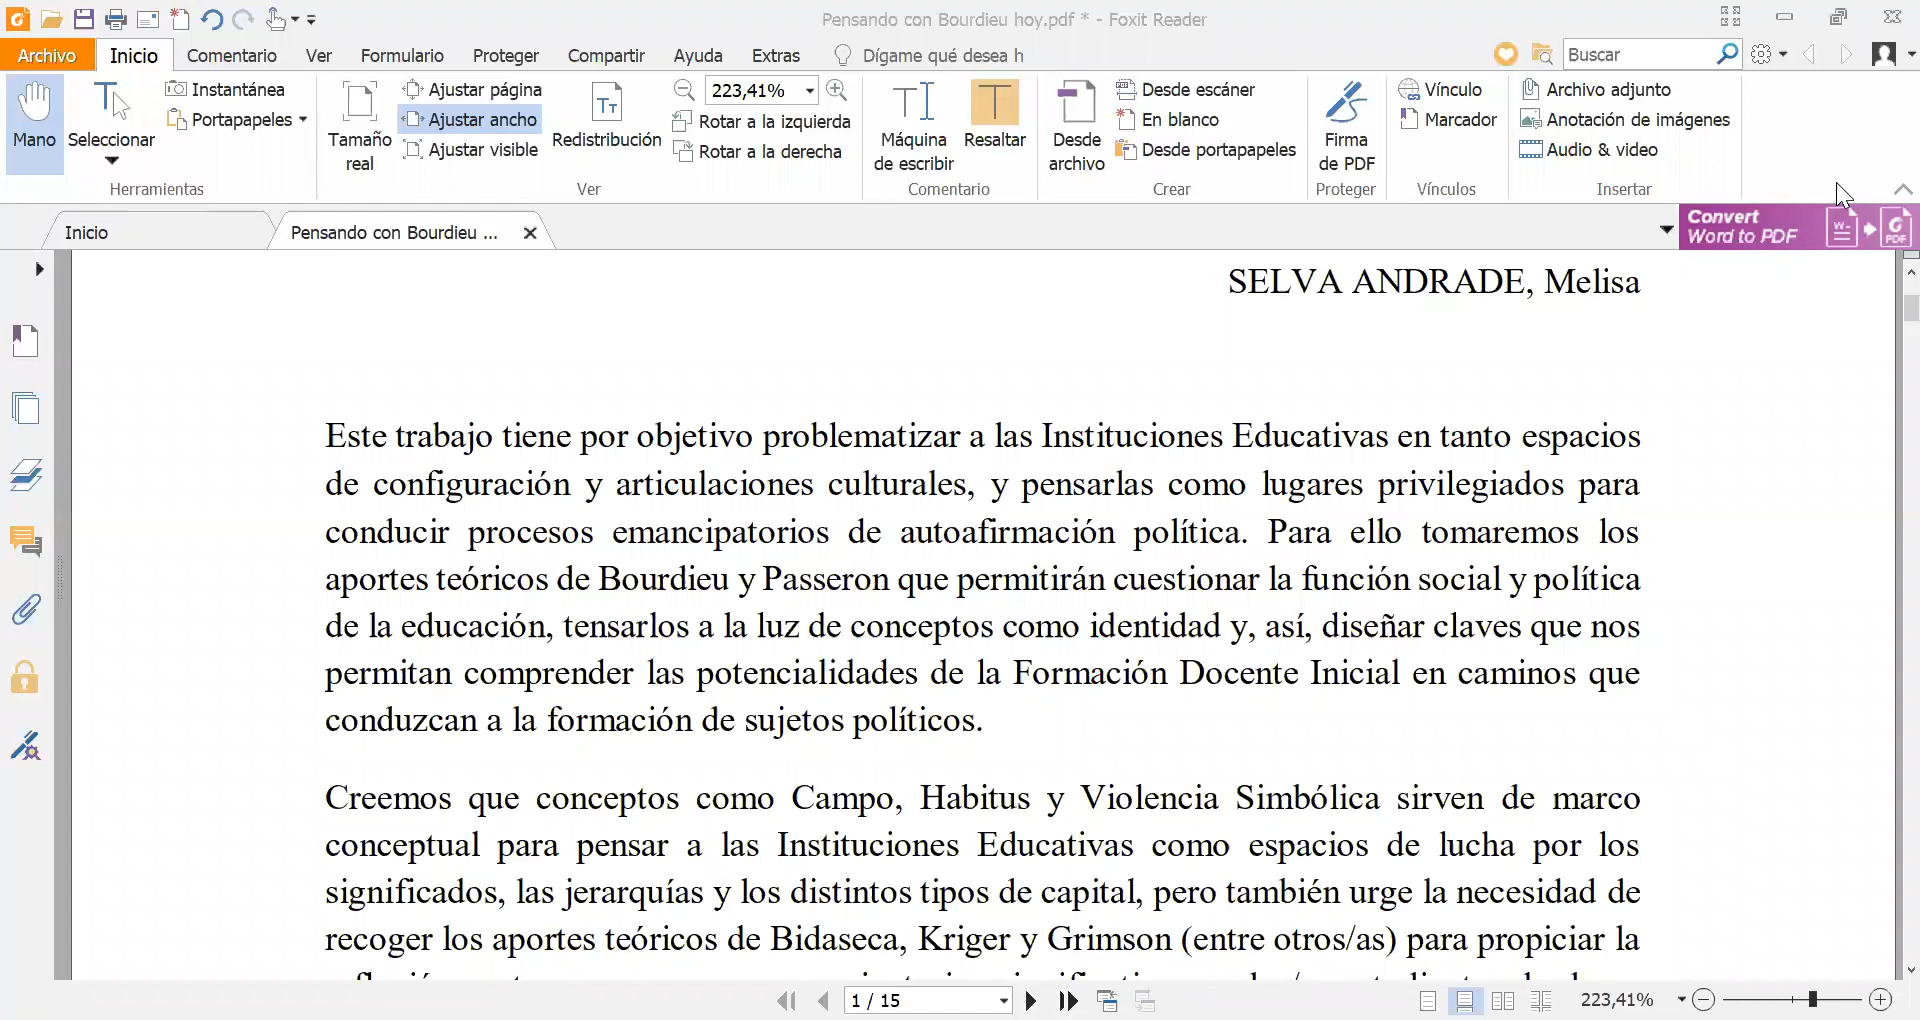 Pensando con Bourdieu hoy.pdf * - Foxit Reader
Archivo Inicio Comentario Ver Formulario Proteger Compartir Ayuda Extras Dígame qué desea h Buscar
Mano
Seleccionar
Instantánea
Portapapeles
Herramientas
Tamaño
real
Ajustar página
Ajustar ancho
Ajustar visible
Redistribución
223,41%
Rotar a la izquierda
Rotar a la derecha
Ver
Máquina
de escribir
Resaltar
Comentario
Desde
archivo
Desde escáner
En blanco
Desde portapapeles
Crear
Firma
de PDF
Proteger
Vínculo
Marcador
Vínculos
Archivo adjunto
Anotación de imágenes
Audio & video
Insertar
Inicio
Pensando con Bourdieu ...
Convert
Word to PDF
SELVA ANDRADE, Melisa
Este trabajo tiene por objetivo problematizar a las Instituciones Educativas en tanto espacios
de configuración y articulaciones culturales, y pensarlas como lugares privilegiados para
conducir procesos emancipatorios de autoafirmación política. Para ello tomaremos los
aportes teóricos de Bourdieu y Passeron que permitirán cuestionar la función social y política
de la educación, tensarlos a la luz de conceptos como identidad y, así, diseñar claves que nos
permitan comprender las potencialidades de la Formación Docente Inicial en caminos que
conduzcan a la formación de sujetos políticos.
Creemos que conceptos como Campo, Habitus y Violencia Simbólica sirven de marco
conceptual para pensar a las Instituciones Educativas como espacios de lucha por los
significados, las jerarquías y los distintos tipos de capital, pero también urge la necesidad de
recoger los aportes teóricos de Bidaseca, Kriger y Grimson (entre otros/as) para propiciar la
1 / 15
223,41%